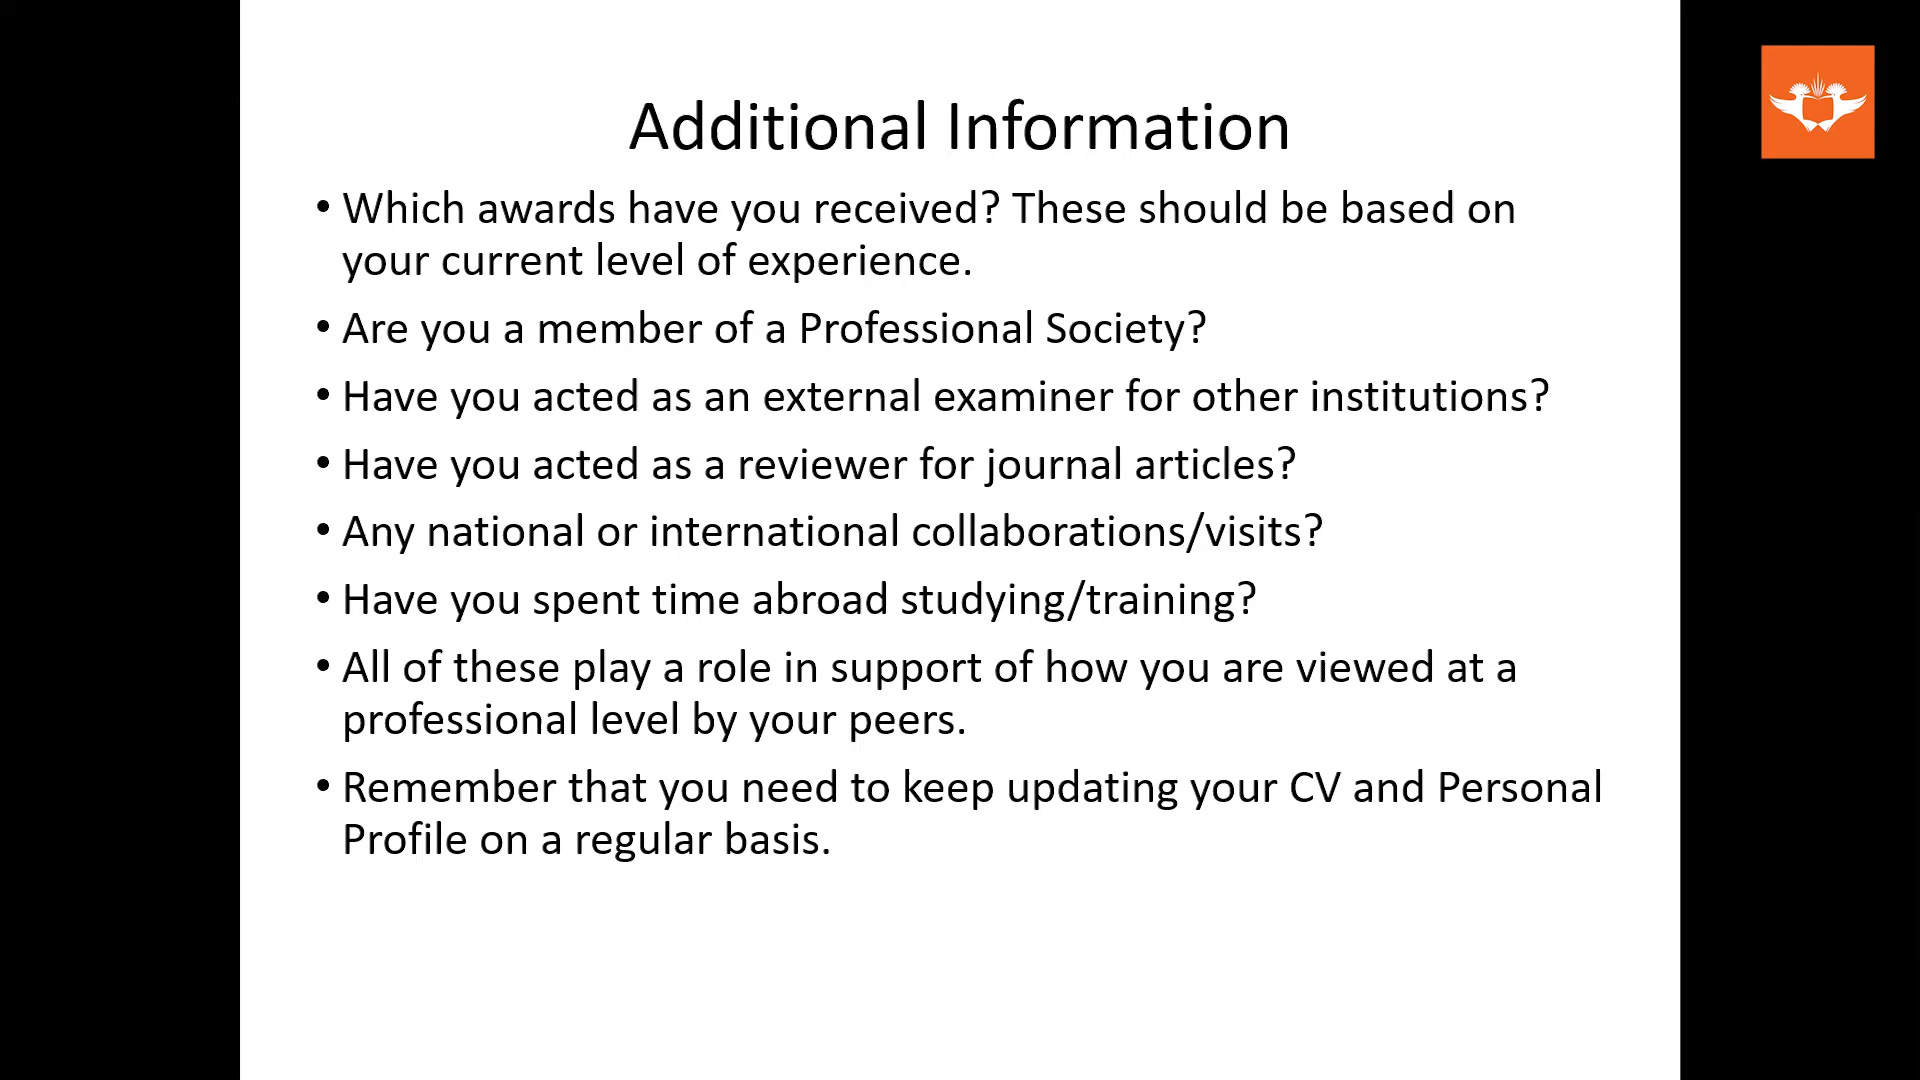 Additional Information
• Which awards have you received? These should be based on
your current level of experience.
• Are you a member of a Professional Society?
• Have you acted as an external examiner for other institutions?
• Have you acted as a reviewer for journal articles?
• Any national or international collaborations/visits?
• Have you spent time abroad studying/training?
• All of these play a role in support of how you are viewed at a
professional level by your peers.
• Remember that you need to keep updating your CV and Personal
Profile on a regular basis.